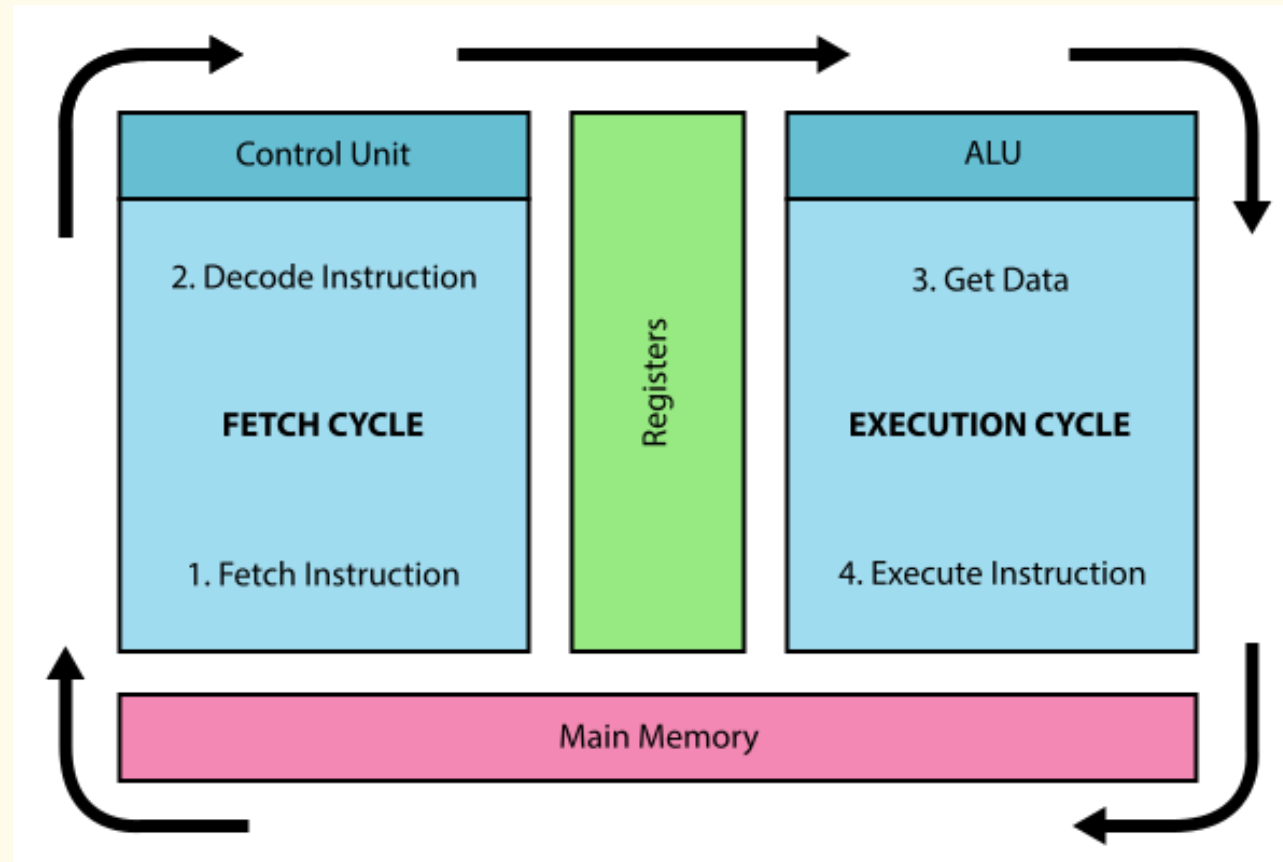 Control Unit
2. Decode Instruction
FETCH CYCLE
1. Fetch Instruction
Registers
ALU
3. Get Data
EXECUTION CYCLE
4. Execute Instruction
Main Memory